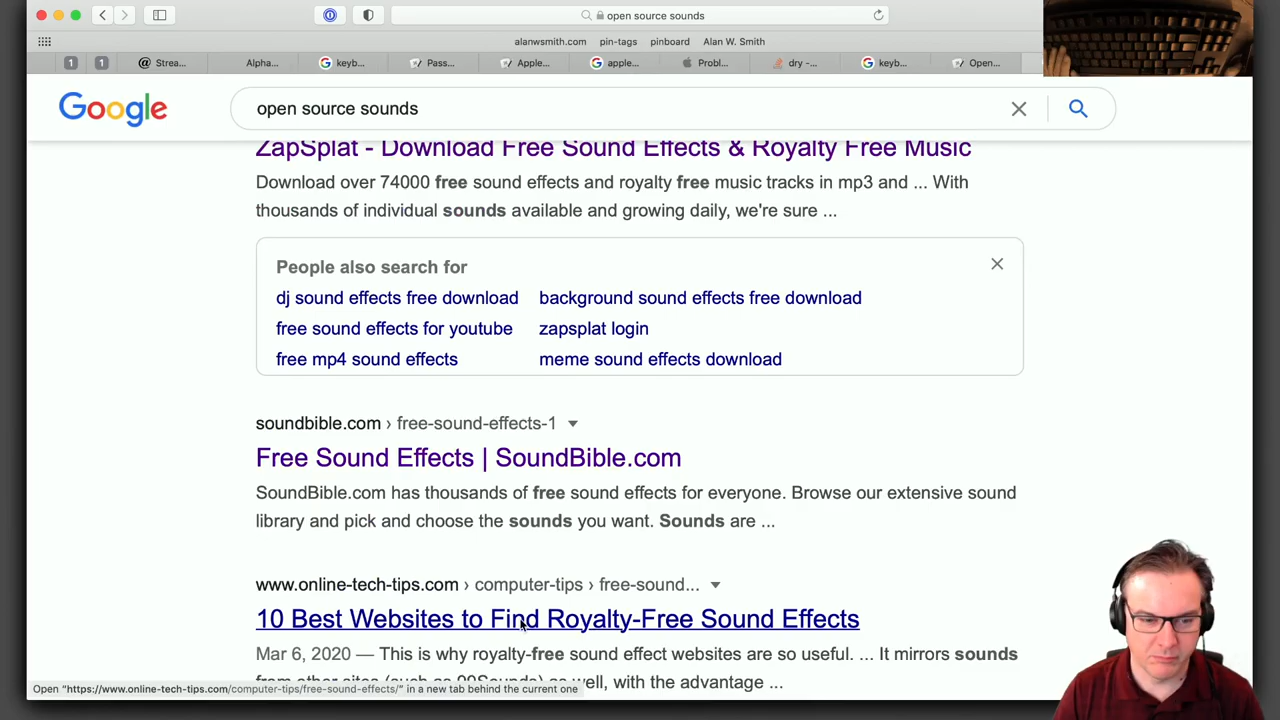 open source sounds
alanwsmith.com pin-tags pinboard Alan W. Smith
1 1 @ Strea... Alpha... keyb... Pass... Apple... apple... Probl... dry -... keyb... Open...
Google open source sounds
ZapSplat - Download Free Sound Effects & Royalty Free Music
Download over 74000 free sound effects and royalty free music tracks in mp3 and ... With
thousands of individual sounds available and growing daily, we're sure ...
People also search for
dj sound effects free download background sound effects free download
free sound effects for youtube zapsplat login
free mp4 sound effects meme sound effects download
soundbible.com › free-sound-effects-1
Free Sound Effects | SoundBible.com
SoundBible.com has thousands of free sound effects for everyone. Browse our extensive sound
library and pick and choose the sounds you want. Sounds are ...
www.online-tech-tips.com › computer-tips › free-sound...
10 Best Websites to Find Royalty-Free Sound Effects
Mar 6, 2020 — This is why royalty-free sound effect websites are so useful. ... It mirrors sounds
from other sites (such as 99Sounds) as well, with the advantage ...
Open "https://www.online-tech-tips.com/computer-tips/free-sound-effects/" in a new tab behind the current one